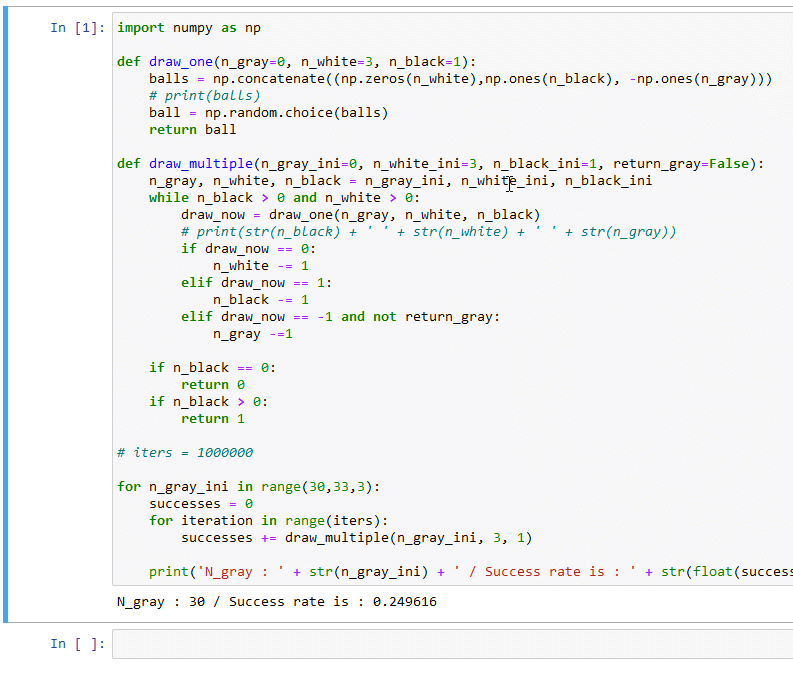 In [1]: import numpy as np
def draw_one(n_gray=0, n_white=3, n_black=1):
    balls = np.concatenate((np.zeros(n_white),np.ones(n_black), -np.ones(n_gray)))
    # print(balls)
    ball = np.random.choice(balls)
    return ball
def draw_multiple(n_gray_ini=0, n_white_ini=3, n_black_ini=1, return_gray=False):
    n_gray, n_white, n_black = n_gray_ini, n_white_ini, n_black_ini
    while n_black > 0 and n_white > 0:
        draw_now = draw_one(n_gray, n_white, n_black)
        # print(str(n_black) + ' ' + str(n_white) + ' ' + str(n_gray))
        if draw_now == 0:
            n_white -= 1
        elif draw_now == 1:
            n_black -= 1
        elif draw_now == -1 and not return_gray:
            n_gray -=1
    if n_black == 0:
        return 0
    if n_black > 0:
        return 1
# iters = 1000000
for n_gray_ini in range(30,33,3):
    successes = 0
    for iteration in range(iters):
        successes += draw_multiple(n_gray_ini, 3, 1)
    print('N_gray : ' + str(n_gray_ini) + ' / Success rate is : ' + str(float(success
N_gray : 30 / Success rate is : 0.249616
In [ ]: